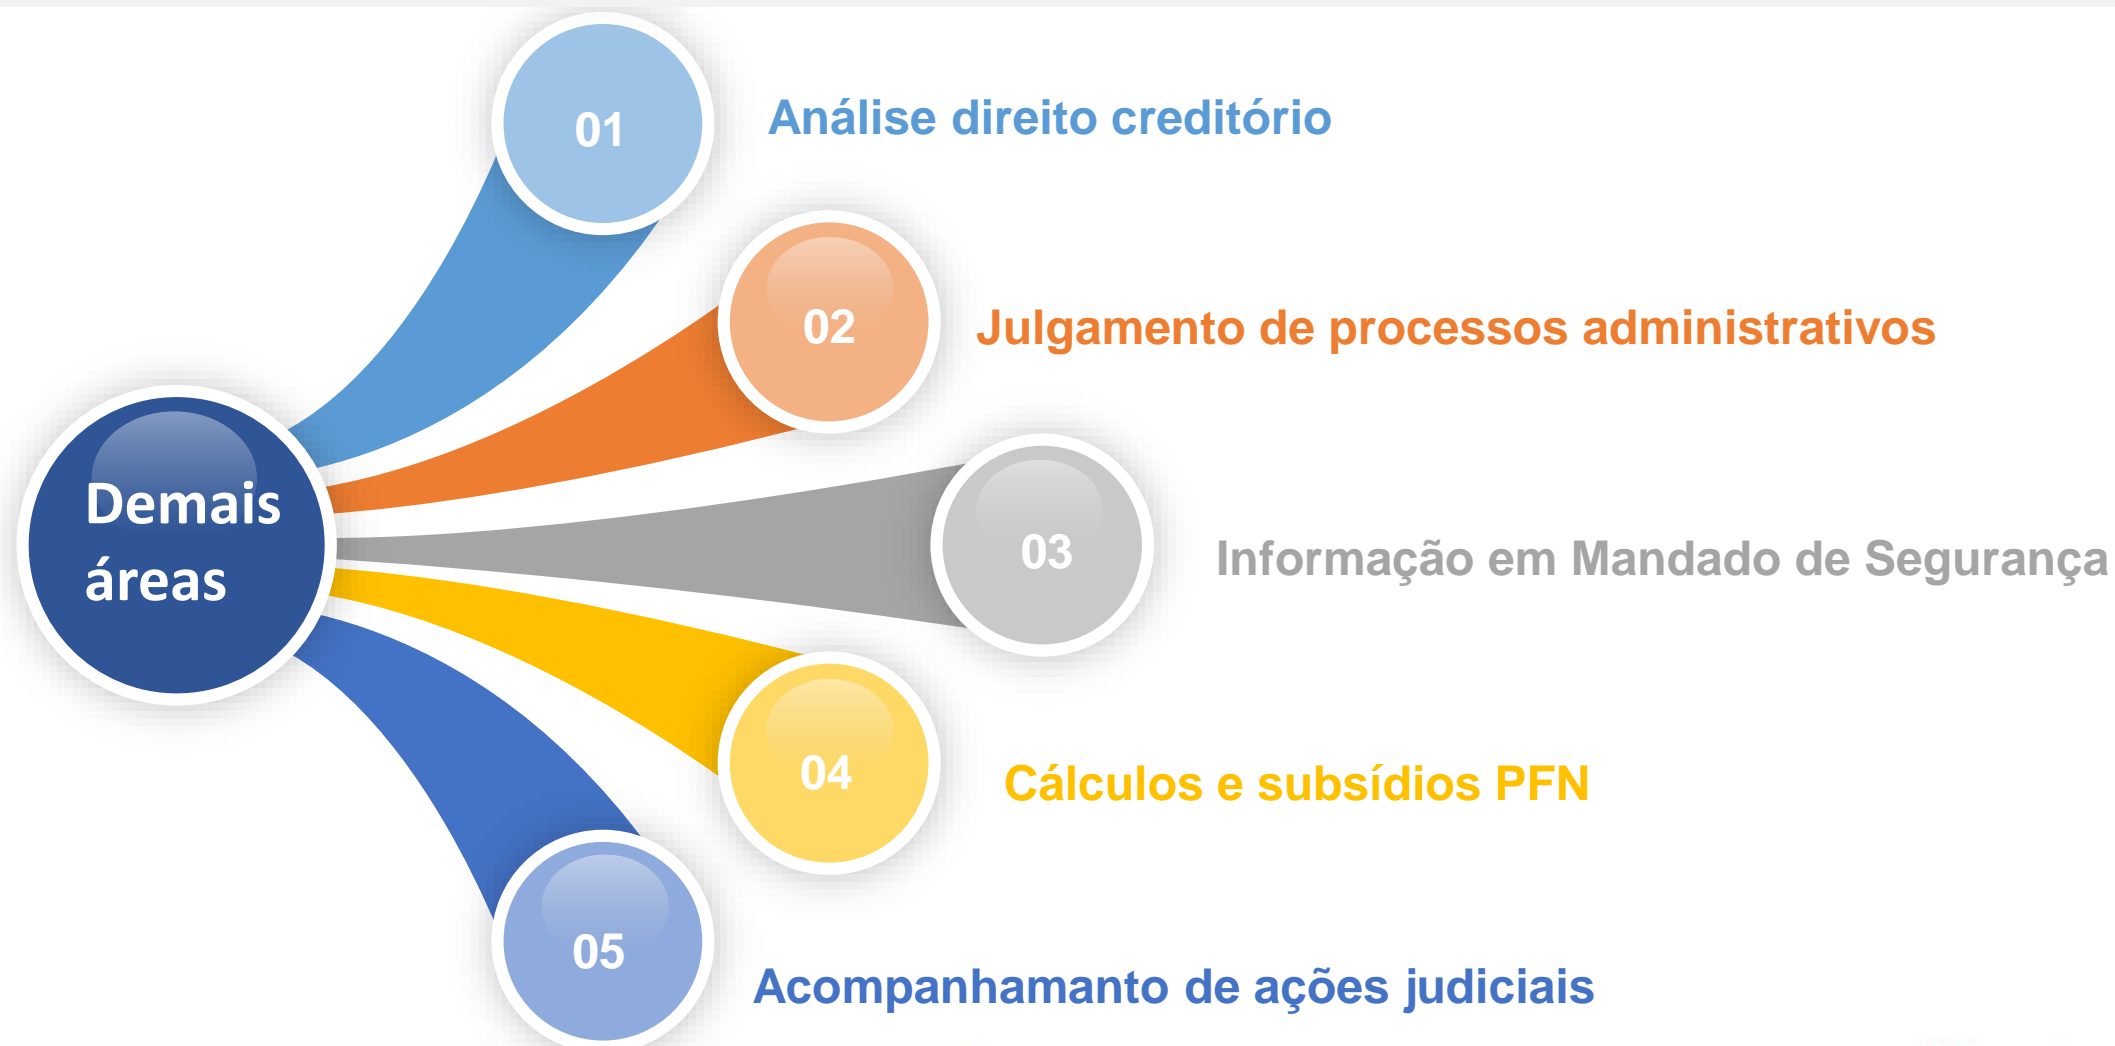 01
Análise direito creditório
02
Julgamento de processos administrativos
Demais
áreas
03
Informação em Mandado de Segurança
04
Cálculos e subsídios PFN
05
Acompanhamanto de ações judiciais